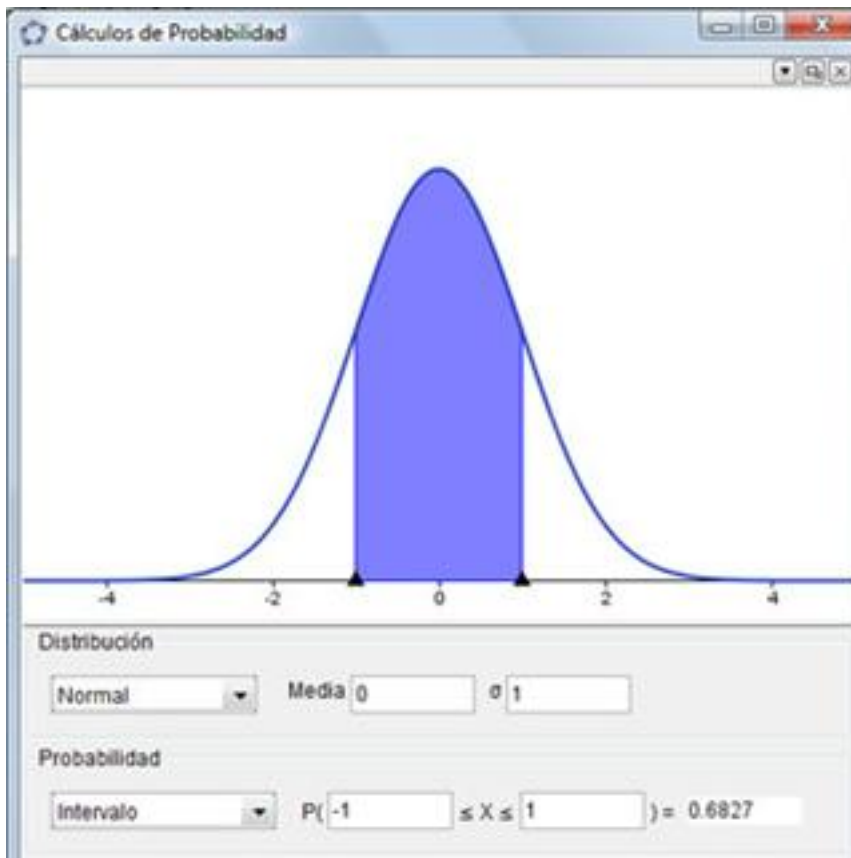 Cálculos de Probabilidad
-4 -2 0 2 4
Distribución
Normal Media 0 σ 1
Probabilidad
Intervalo P( -1 ≤ X ≤ 1 ) = 0.6827